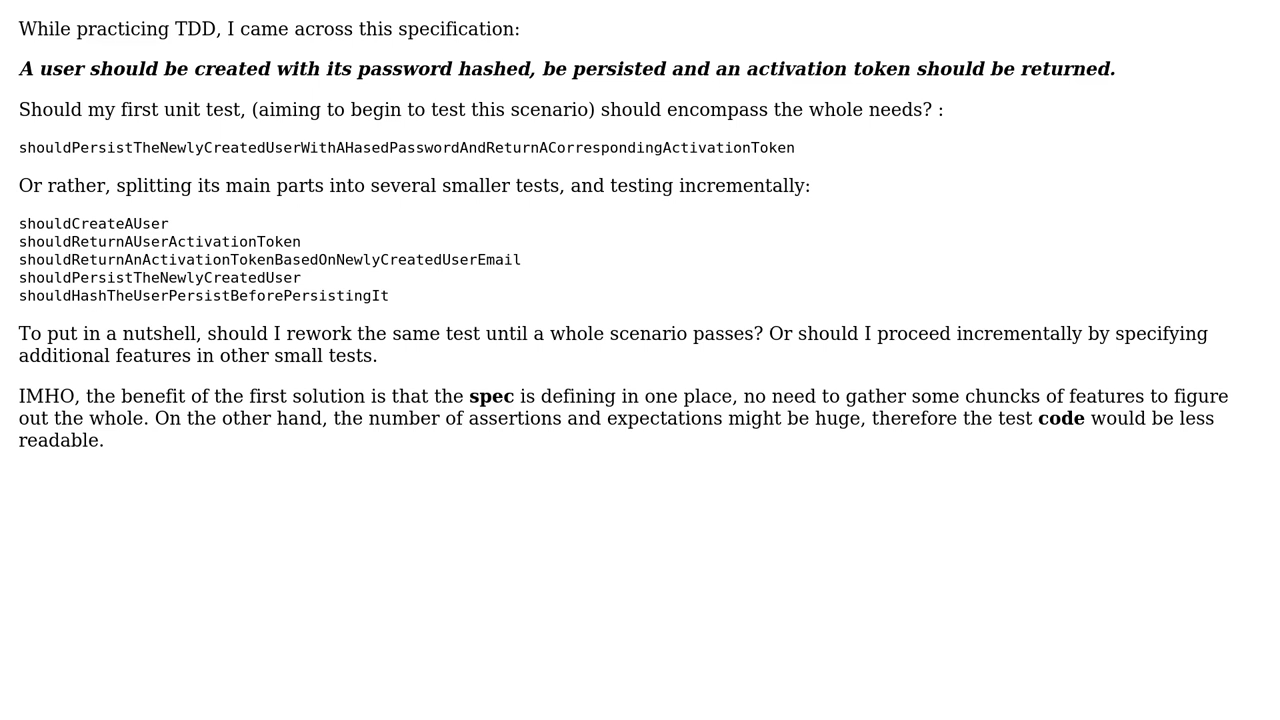 While practicing TDD, I came across this specification:
A user should be created with its password hashed, be persisted and an activation token should be returned.
Should my first unit test, (aiming to begin to test this scenario) should encompass the whole needs? :
shouldPersistTheNewlyCreatedUserWithAHasedPasswordAndReturnACorrespondingActivationToken
Or rather, splitting its main parts into several smaller tests, and testing incrementally:
shouldCreateAUser
shouldReturnAUserActivationToken
shouldReturnAnActivationTokenBasedOnNewlyCreatedUserEmail
shouldPersistTheNewlyCreatedUser
shouldHashTheUserPersistBeforePersistingIt
To put in a nutshell, should I rework the same test until a whole scenario passes? Or should I proceed incrementally by specifying
additional features in other small tests.
IMHO, the benefit of the first solution is that the spec is defining in one place, no need to gather some chuncks of features to figure
out the whole. On the other hand, the number of assertions and expectations might be huge, therefore the test code would be less
readable.